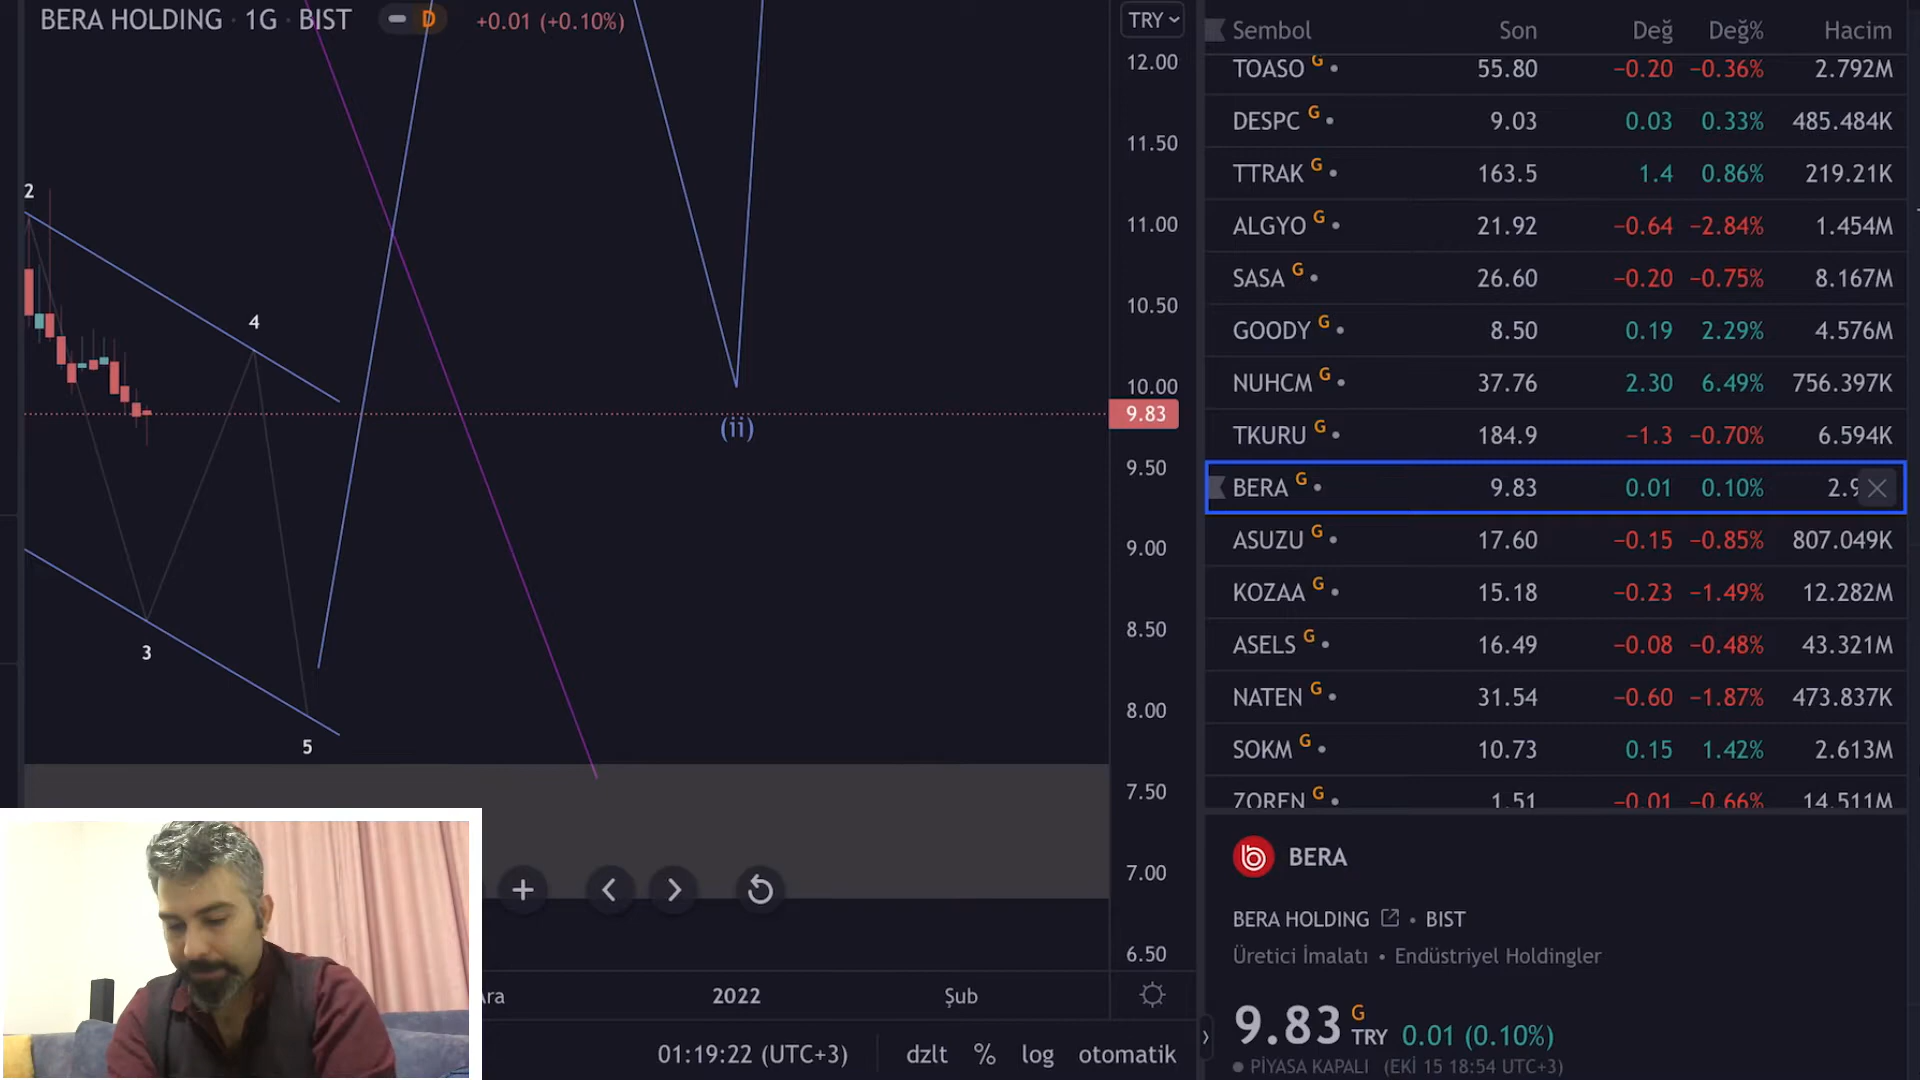 BERA HOLDING · 1G · BIST D +0.01 (+0.10%)
TRY
12.00
11.50
11.00
10.50
10.00
9.83
9.50
9.00
8.50
8.00
7.50
7.00
6.50
2
4
3
5
(ii)
2022 Şub
01:19:22 (UTC+3) dzlt % log otomatik
Sembol Son Değ Değ% Hacim
TOASO G 55.80 −0.20 −0.36% 2.792M
DESPC G 9.03 0.03 0.33% 485.484K
TTRAK G 163.5 1.4 0.86% 219.21K
ALGYO G 21.92 −0.64 −2.84% 1.454M
SASA G 26.60 −0.20 −0.75% 8.167M
GOODY G 8.50 0.19 2.29% 4.576M
NUHCM G 37.76 2.30 6.49% 756.397K
TKURU G 184.9 −1.3 −0.70% 6.594K
BERA G 9.83 0.01 0.10%
ASUZU G 17.60 −0.15 −0.85% 807.049K
KOZAA G 15.18 −0.23 −1.49% 12.282M
ASELS G 16.49 −0.08 −0.48% 43.321M
NATEN G 31.54 −0.60 −1.87% 473.837K
SOKM G 10.73 0.15 1.42% 2.613M
ZOREN G 1.51 −0.01 −0.66% 14.511M
BERA
BERA HOLDING • BIST
Üretici İmalatı • Endüstriyel Holdingler
9.83 G TRY 0.01 (0.10%)
PİYASA KAPALI (EKİ 15 18:54 UTC+3)